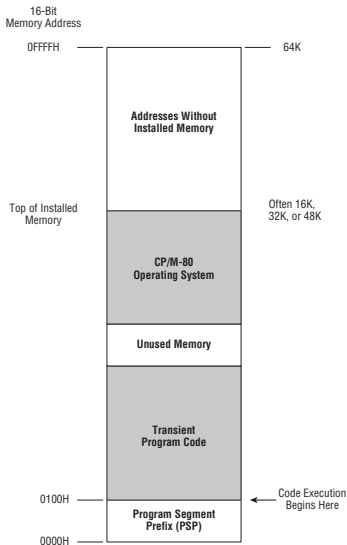 16-Bit
Memory Address
0FFFFH
64K
Addresses Without
Installed Memory
Top of Installed
Memory
Often 16K,
32K, or 48K
CP/M-80
Operating System
Unused Memory
Transient
Program Code
0100H
Code Execution
Begins Here
Program Segment
Prefix (PSP)
0000H